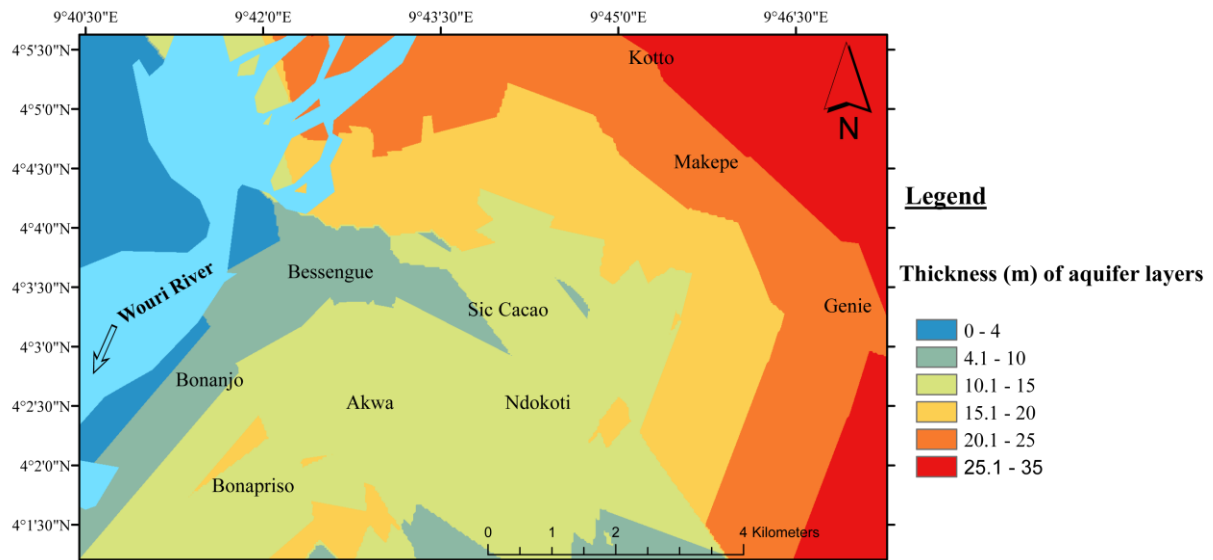 9°40'30"E 9°42'0"E 9°43'30"E 9°45'0"E 9°46'30"E
4°5'30"N
4°5'0"N
4°4'30"N
4°4'0"N
4°3'30"N
4°3'0"N
4°2'30"N
4°2'0"N
4°1'30"N
Kotto
N
Makepe
Bessengue
Wouri River
Sic Cacao
Genie
Bonanjo
Akwa
Ndokoti
Bonapriso
0 1 2 4 Kilometers
Legend
Thickness (m) of aquifer layers
0 - 4
4.1 - 10
10.1 - 15
15.1 - 20
20.1 - 25
25.1 - 35